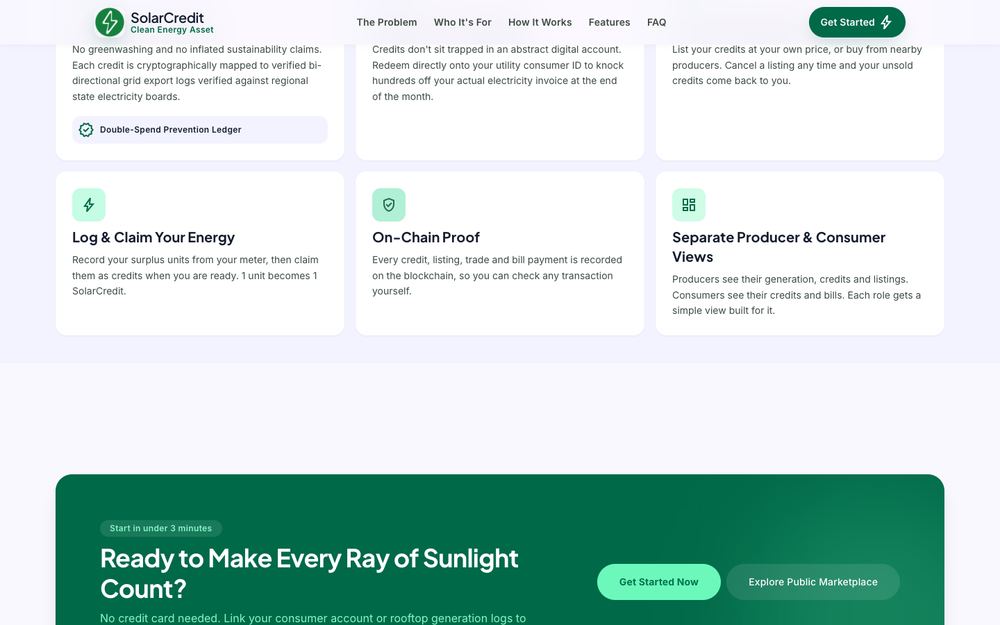 SolarCredit
Clean Energy Asset
The Problem
Who It's For
How It Works
Features
FAQ
Get Started
No greenwashing and no inflated sustainability claims.
Each credit is cryptographically mapped to verified bi-
directional grid export logs verified against regional
state electricity boards.
Double-Spend Prevention Ledger
Credits don't sit trapped in an abstract digital account.
Redeem directly onto your utility consumer ID to knock
hundreds off your actual electricity invoice at the end
of the month.
List your credits at your own price, or buy from nearby
producers. Cancel a listing any time and your unsold
credits come back to you.
Log & Claim Your Energy
Record your surplus units from your meter, then claim
them as credits when you are ready. 1 unit becomes 1
SolarCredit.
On-Chain Proof
Every credit, listing, trade and bill payment is recorded
on the blockchain, so you can check any transaction
yourself.
Separate Producer & Consumer
Views
Producers see their generation, credits and listings.
Consumers see their credits and bills. Each role gets a
simple view built for it.
Start in under 3 minutes
Ready to Make Every Ray of Sunlight
Count?
No credit card needed. Link your consumer account or rooftop generation logs to
Get Started Now
Explore Public Marketplace